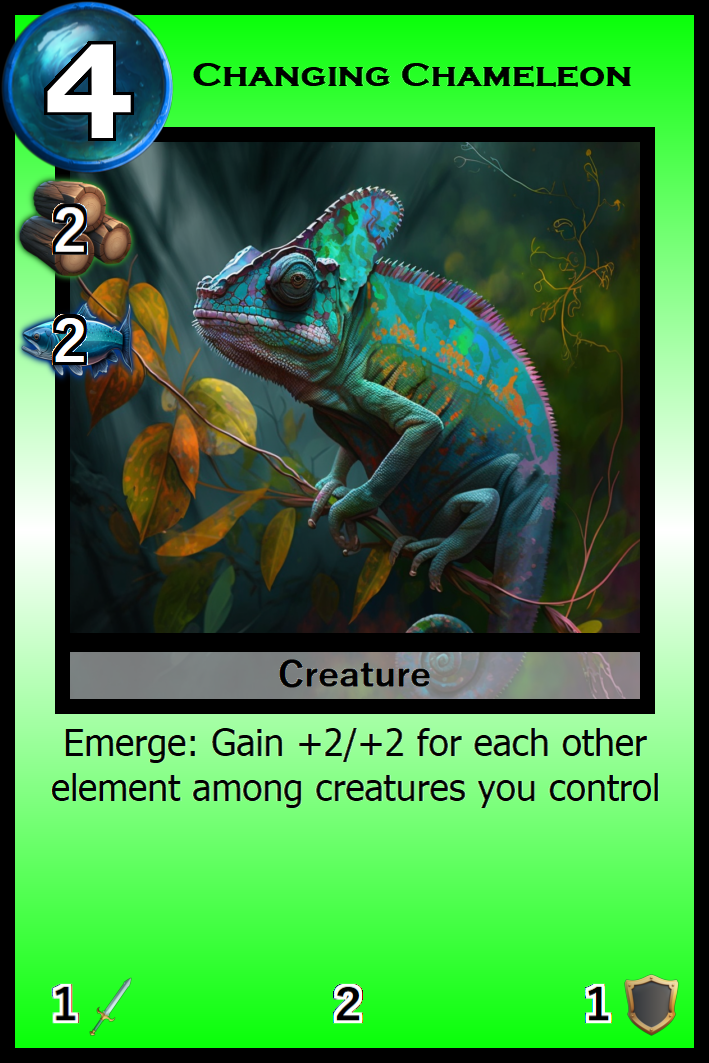 4
Changing Chameleon
2
2
Creature
Emerge: Gain +2/+2 for each other
element among creatures you control
1
2
1